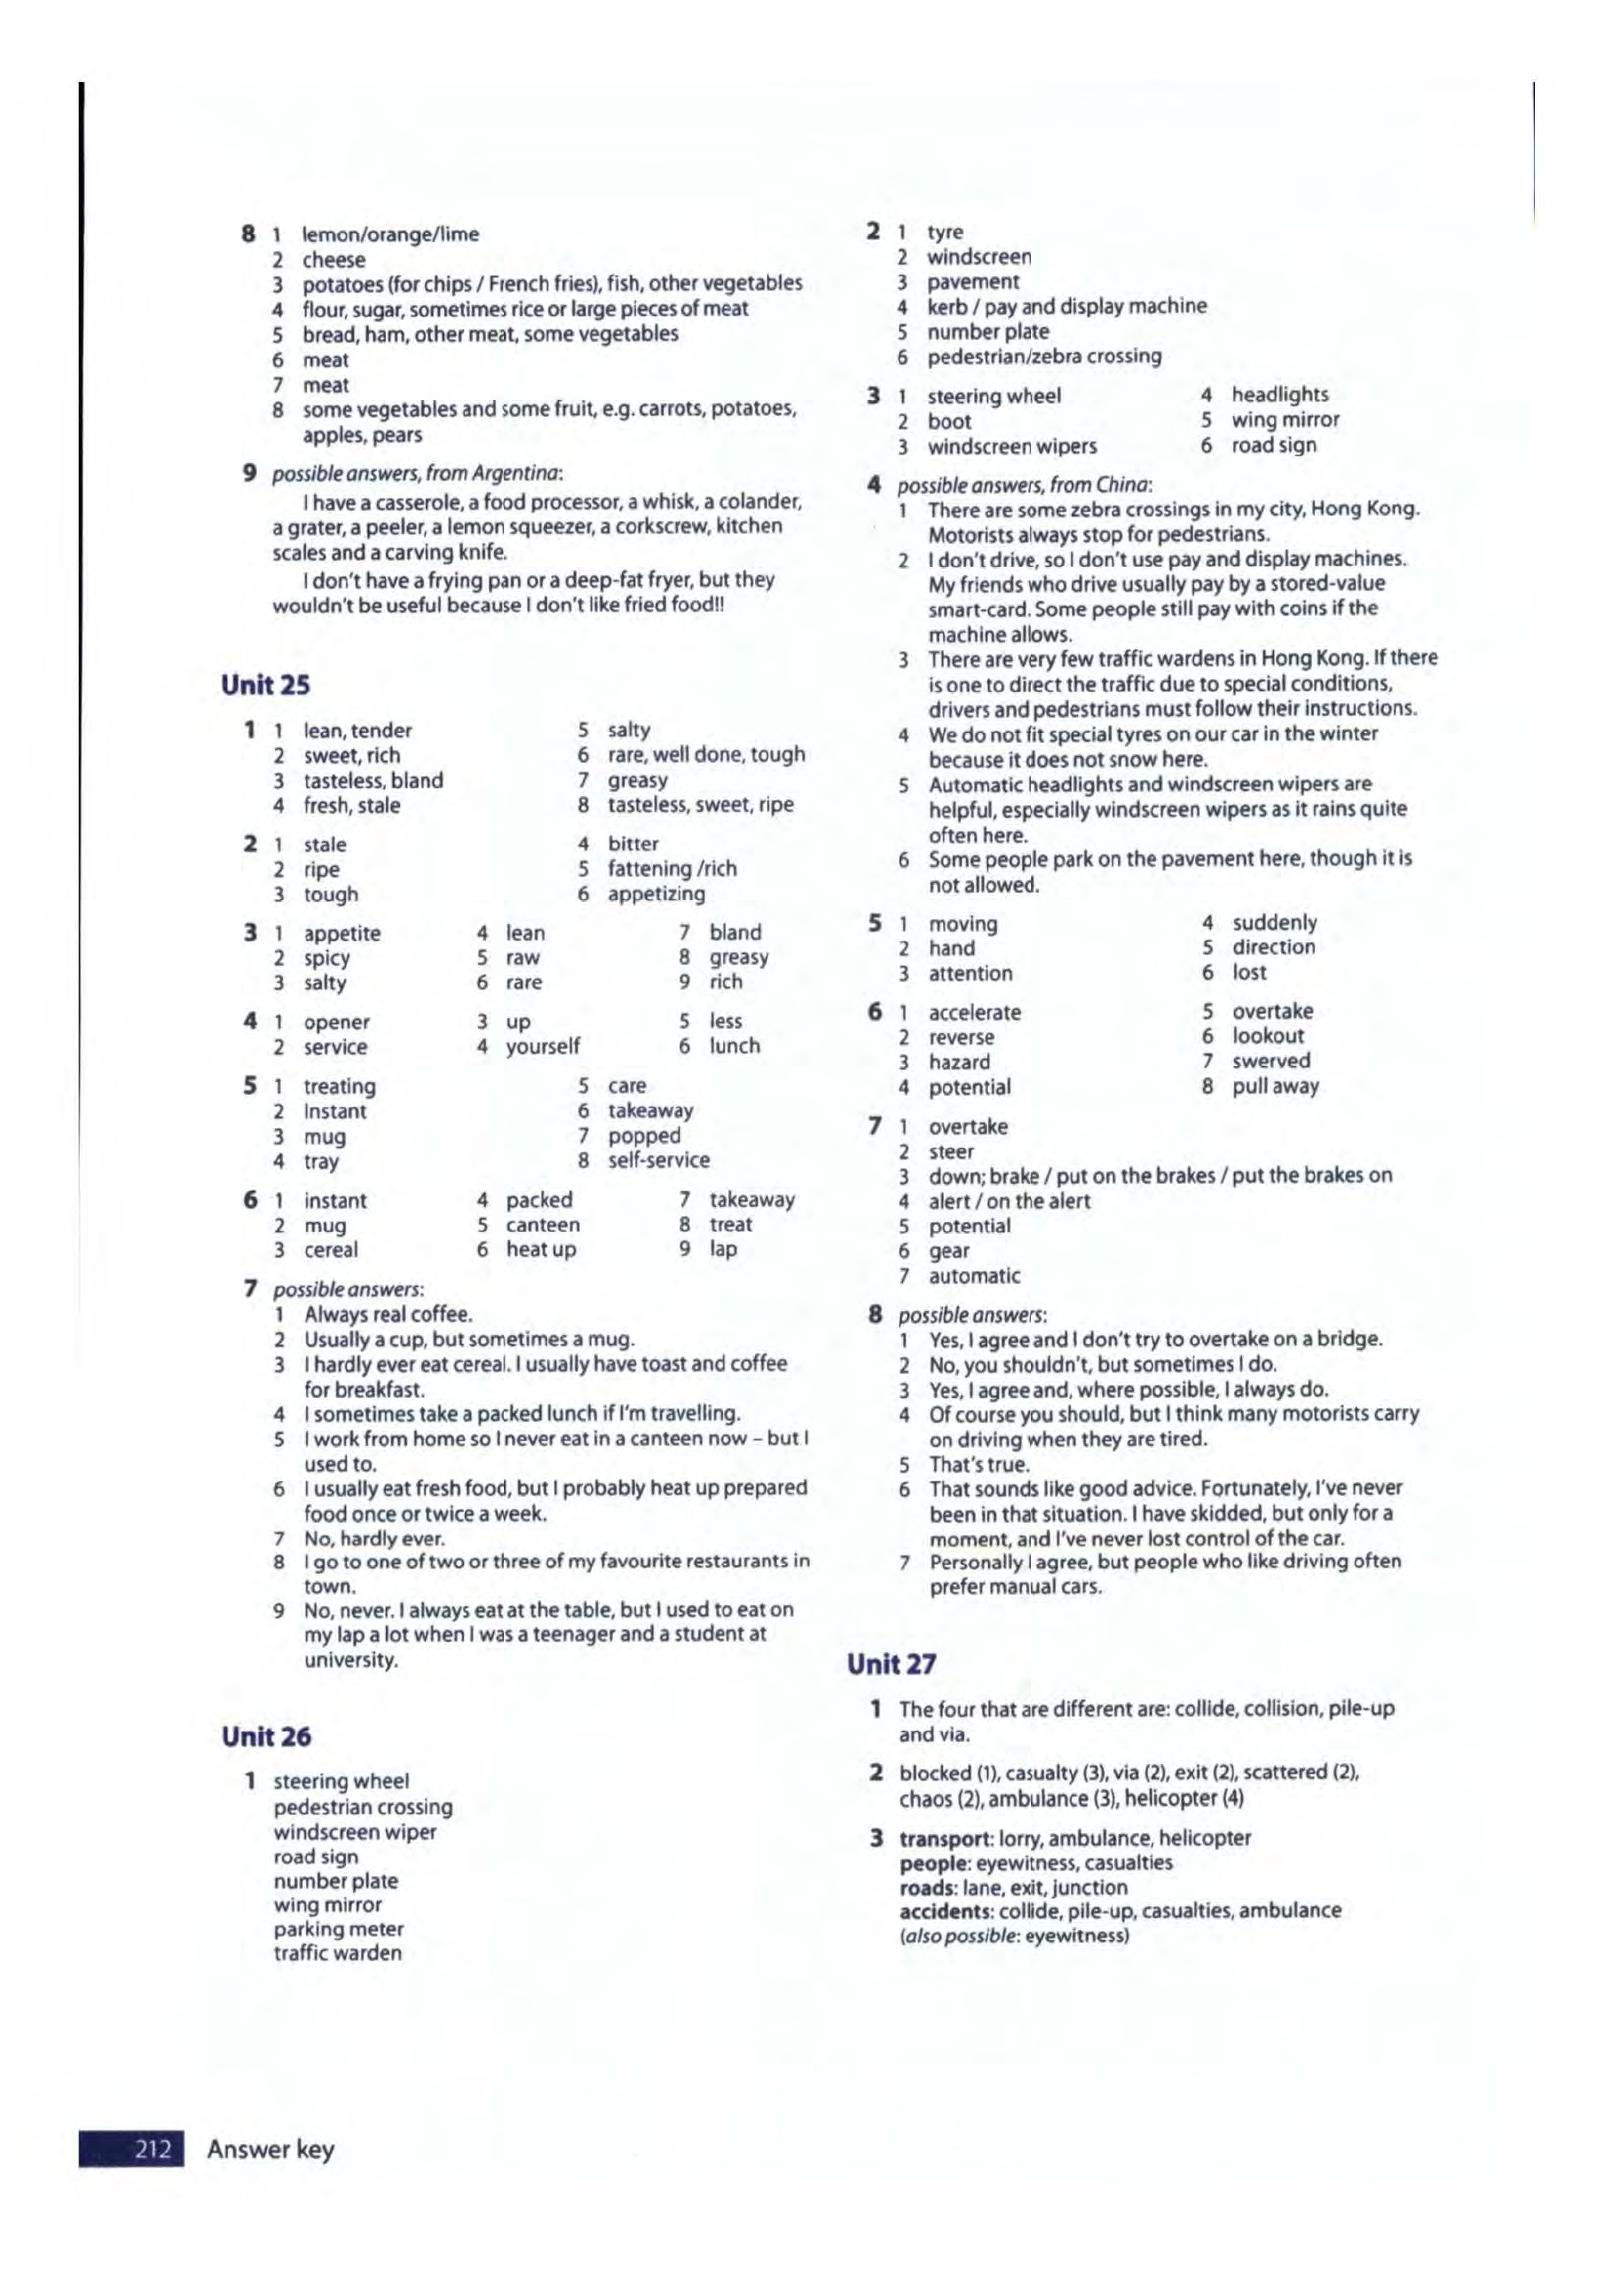 8 1 lemon/orange/lime
2 cheese
3 potatoes (for chips / French fries), fish, other vegetables
4 flour, sugar, sometimes rice or large pieces of meat
5 bread, ham, other meat, some vegetables
6 meat
7 meat
8 some vegetables and some fruit, e.g. carrots, potatoes,
apples, pears
9 possible answers, from Argentina:
I have a casserole, a food processor, a whisk, a colander,
a grater, a peeler, a lemon squeezer, a corkscrew, kitchen
scales and a carving knife.
I don't have a frying pan or a deep-fat fryer, but they
wouldn't be useful because I don't like fried food!!
Unit 25
1 1 lean, tender 5 salty
2 sweet, rich 6 rare, well done, tough
3 tasteless, bland 7 greasy
4 fresh, stale 8 tasteless, sweet, ripe
2 1 stale 4 bitter
2 ripe 5 fattening /rich
3 tough 6 appetizing
3 1 appetite 4 lean 7 bland
2 spicy 5 raw 8 greasy
3 salty 6 rare 9 rich
4 1 opener 3 up 5 less
2 service 4 yourself 6 lunch
5 1 treating 5 care
2 Instant 6 takeaway
3 mug 7 popped
4 tray 8 self-service
6 1 instant 4 packed 7 takeaway
2 mug 5 canteen 8 treat
3 cereal 6 heat up 9 lap
7 possible answers:
1 Always real coffee.
2 Usually a cup, but sometimes a mug.
3 I hardly ever eat cereal. I usually have toast and coffee
for breakfast.
4 I sometimes take a packed lunch if I'm travelling.
5 I work from home so I never eat in a canteen now – but I
used to.
6 I usually eat fresh food, but I probably heat up prepared
food once or twice a week.
7 No, hardly ever.
8 I go to one of two or three of my favourite restaurants in
town.
9 No, never. I always eat at the table, but I used to eat on
my lap a lot when I was a teenager and a student at
university.
Unit 26
1 steering wheel
pedestrian crossing
windscreen wiper
road sign
number plate
wing mirror
parking meter
traffic warden
2 1 tyre
2 windscreen
3 pavement
4 kerb / pay and display machine
5 number plate
6 pedestrian/zebra crossing
3 1 steering wheel 4 headlights
2 boot 5 wing mirror
3 windscreen wipers 6 road sign
4 possible answers, from China:
1 There are some zebra crossings in my city, Hong Kong.
Motorists always stop for pedestrians.
2 I don't drive, so I don't use pay and display machines.
My friends who drive usually pay by a stored-value
smart-card. Some people still pay with coins if the
machine allows.
3 There are very few traffic wardens in Hong Kong. If there
is one to direct the traffic due to special conditions,
drivers and pedestrians must follow their instructions.
4 We do not fit special tyres on our car in the winter
because it does not snow here.
5 Automatic headlights and windscreen wipers are
helpful, especially windscreen wipers as it rains quite
often here.
6 Some people park on the pavement here, though it is
not allowed.
5 1 moving 4 suddenly
2 hand 5 direction
3 attention 6 lost
6 1 accelerate 5 overtake
2 reverse 6 lookout
3 hazard 7 swerved
4 potential 8 pull away
7 1 overtake
2 steer
3 down; brake / put on the brakes / put the brakes on
4 alert / on the alert
5 potential
6 gear
7 automatic
8 possible answers:
1 Yes, I agree and I don't try to overtake on a bridge.
2 No, you shouldn't, but sometimes I do.
3 Yes, I agree and, where possible, I always do.
4 Of course you should, but I think many motorists carry
on driving when they are tired.
5 That's true.
6 That sounds like good advice. Fortunately, I've never
been in that situation. I have skidded, but only for a
moment, and I've never lost control of the car.
7 Personally I agree, but people who like driving often
prefer manual cars.
Unit 27
1 The four that are different are: collide, collision, pile-up
and via.
2 blocked (1), casualty (3), via (2), exit (2), scattered (2),
chaos (2), ambulance (3), helicopter (4)
3 transport: lorry, ambulance, helicopter
people: eyewitness, casualties
roads: lane, exit, junction
accidents: collide, pile-up, casualties, ambulance
(also possible: eyewitness)
212 Answer key